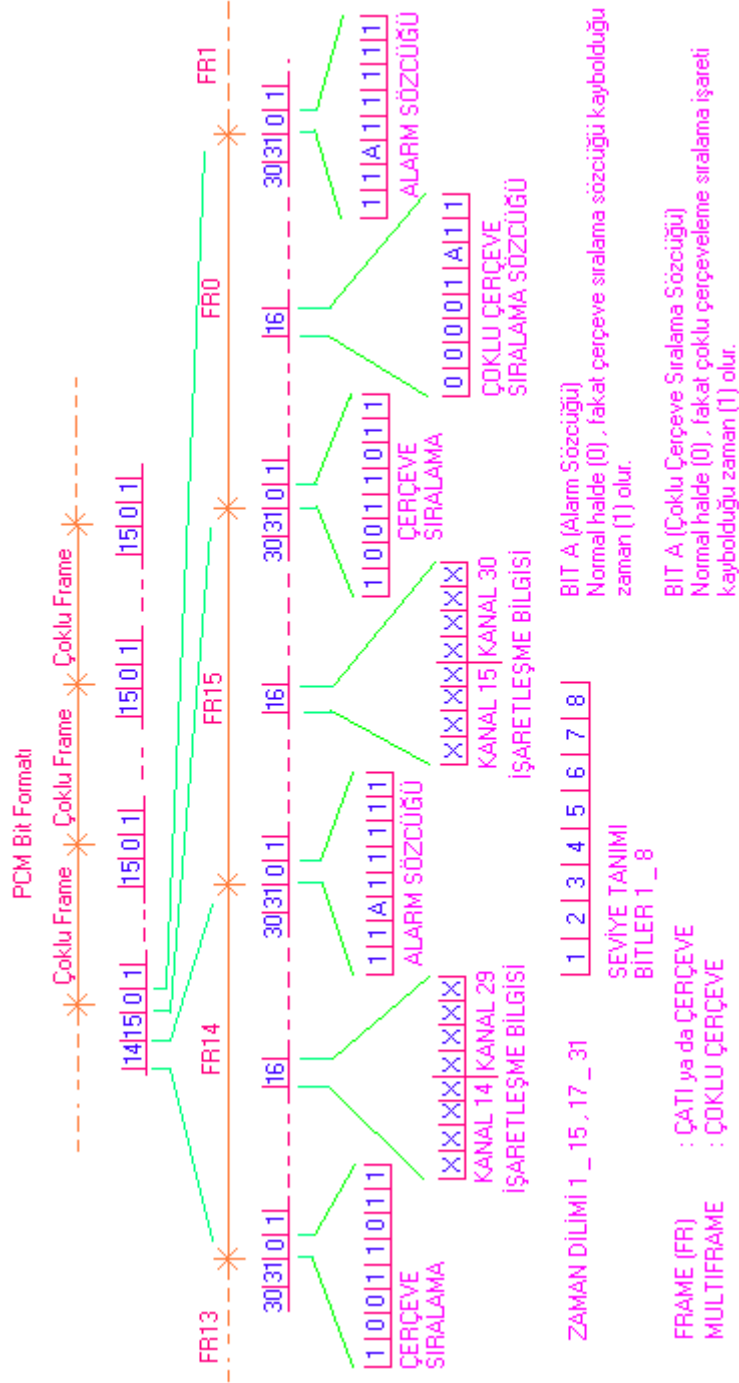 PCM Bit Formatı
Çoklu Frame Çoklu Frame Çoklu Frame
14|15|0|1| 15|0|1| 15|0|1| 15|0|1|
FR13 FR14 FR15 FR0 FR1
30|31|0|1| 16| 30|31|0|1| 16| 30|31|0|1| 16| 30|31|0|1|
|1|0|0|1|1|0|1|1|
ÇERÇEVE
SIRALAMA
|X|X|X|X|X|X|X|X|
KANAL 14|KANAL 29
İŞARETLEŞME BİLGİSİ
|1|1|A|1|1|1|1|1|
ALARM SÖZCÜĞÜ
|X|X|X|X|X|X|X|X|
KANAL 15|KANAL 30
İŞARETLEŞME BİLGİSİ
|1|0|0|1|1|0|1|1|
ÇERÇEVE
SIRALAMA
|0|0|0|0|1|A|1|1|
ÇOKLU ÇERÇEVE
SIRALAMA SÖZCÜĞÜ
|1|1|A|1|1|1|1|1|
ALARM SÖZCÜĞÜ
ZAMAN DİLİMİ 1 _ 15 , 17 _ 31
|1|2|3|4|5|6|7|8|
SEVİYE TANIMI
BİTLER 1 _ 8
FRAME (FR) : ÇATI ya da ÇERÇEVE
MULTIFRAME : ÇOKLU ÇERÇEVE
BIT A (Alarm Sözcüğü)
Normal halde (0) , fakat çerçeve sıralama sözcüğü kaybolduğu
zaman (1) olur.
BIT A (Çoklu Çerçeve Sıralama Sözcüğü)
Normal halde (0) , fakat çoklu çerçeveleme sıralama işareti
kaybolduğu zaman (1) olur.